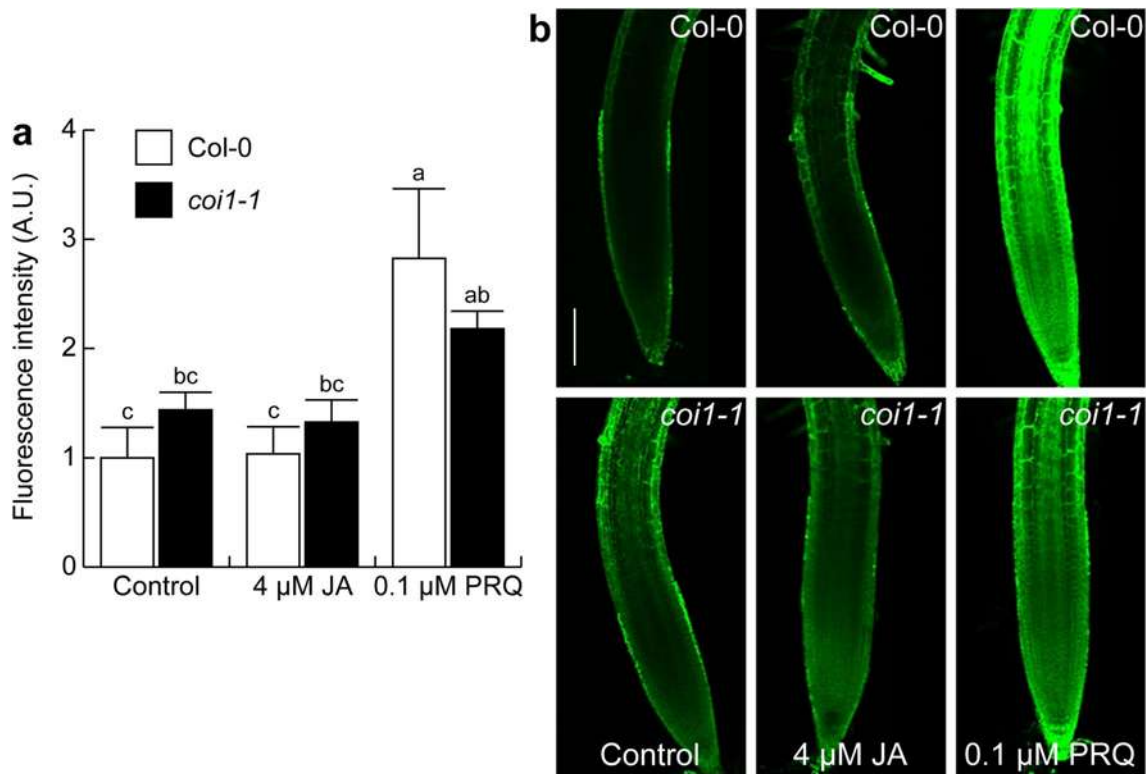 a
Fluorescence intensity (A.U.)
4
3
2
1
0
Col-0
coi1-1
c
bc
c
bc
a
ab
Control
4 µM JA
0.1 µM PRQ
b
Col-0
Col-0
Col-0
coi1-1
coi1-1
coi1-1
Control
4 µM JA
0.1 µM PRQ